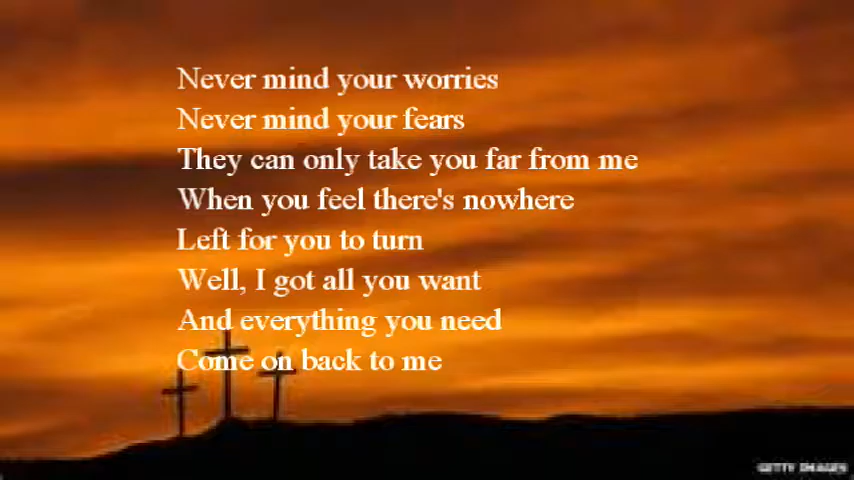 Never mind your worries
Never mind your fears
They can only take you far from me
When you feel there's nowhere
Left for you to turn
Well, I got all you want
And everything you need
Come on back to me
GETTY IMAGES